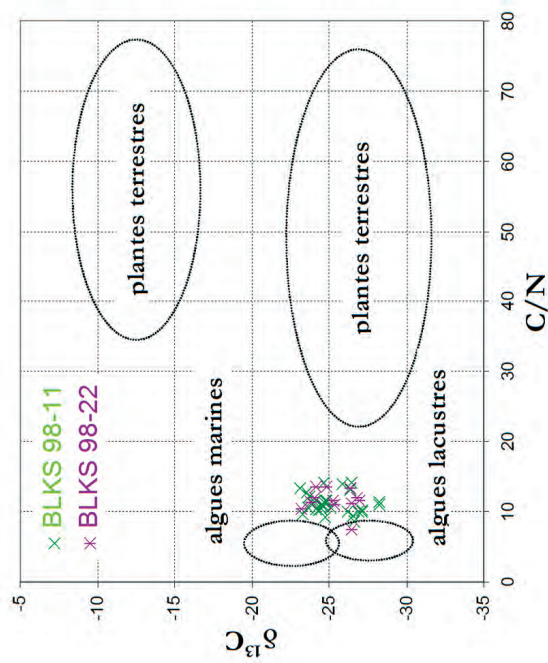 BLKS 98-11
BLKS 98-22
plantes terrestres
plantes terrestres
algues marines
algues lacustres
δ¹³C
-5
-10
-15
-20
-25
-30
-35
0
10
20
30
40
50
60
70
80
C/N